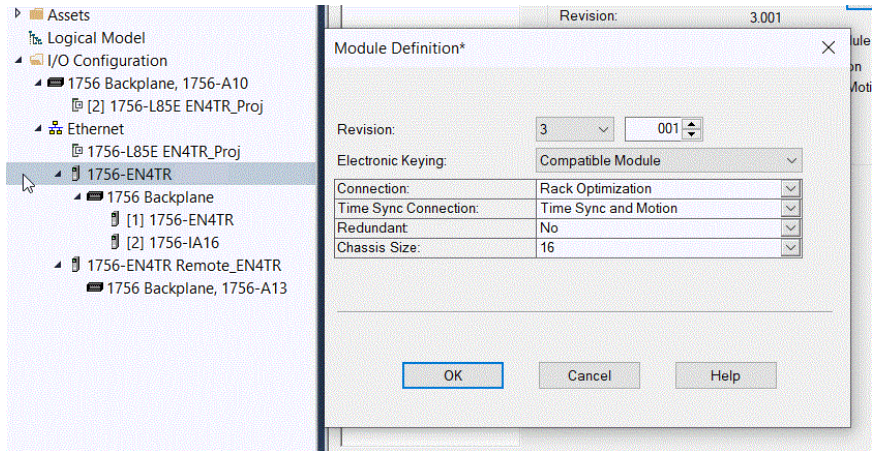 Assets
Logical Model
I/O Configuration
1756 Backplane, 1756-A10
[2] 1756-L85E EN4TR_Proj
Ethernet
1756-L85E EN4TR_Proj
1756-EN4TR
1756 Backplane
[1] 1756-EN4TR
[2] 1756-IA16
1756-EN4TR Remote_EN4TR
1756 Backplane, 1756-A13
Revision: 3.001
Module Definition*
Revision: 3 001
Electronic Keying: Compatible Module
Connection: Rack Optimization
Time Sync Connection: Time Sync and Motion
Redundant: No
Chassis Size: 16
OK Cancel Help